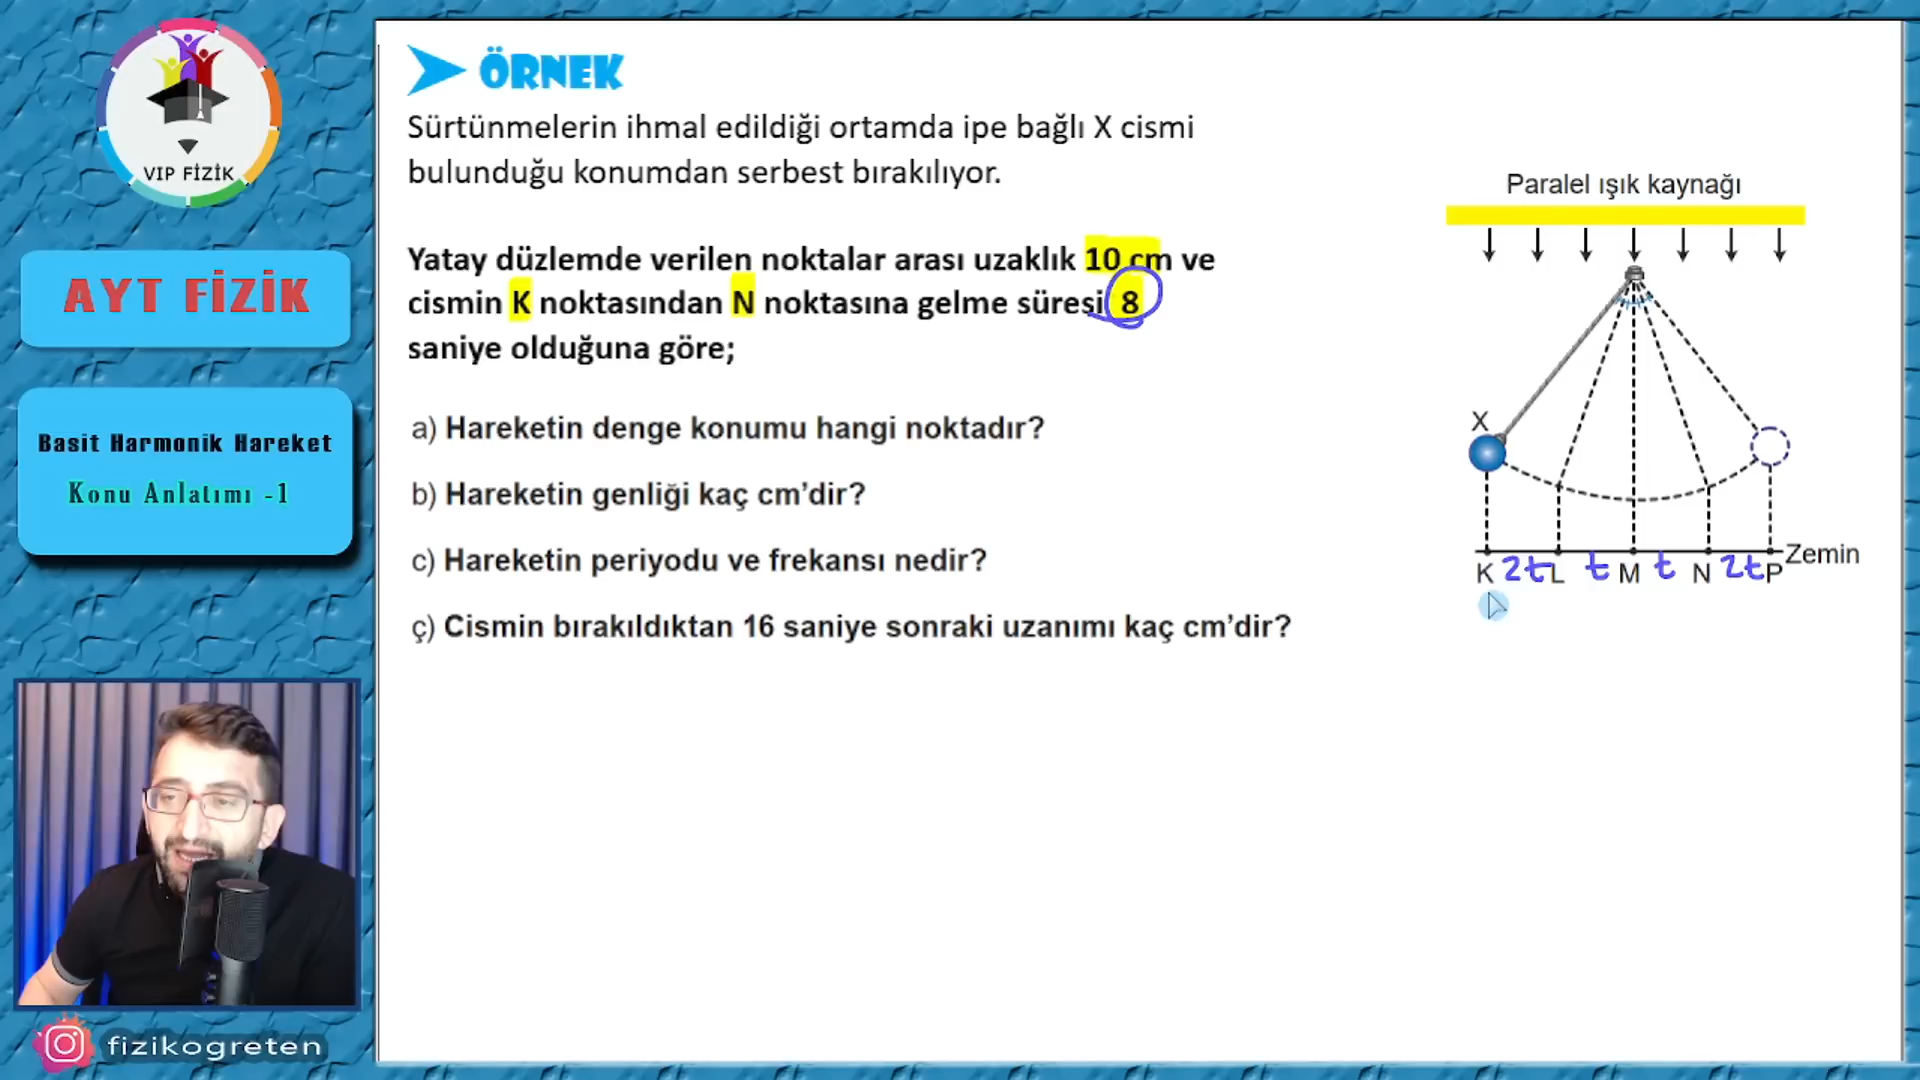 VIP FİZİK
AYT FİZİK
Basit Harmonik Hareket
Konu Anlatımı -1
fizikogreten
ÖRNEK
Sürtünmelerin ihmal edildiği ortamda ipe bağlı X cismi
bulunduğu konumdan serbest bırakılıyor.
Yatay düzlemde verilen noktalar arası uzaklık 10 cm ve
cismin K noktasından N noktasına gelme süresi 8
saniye olduğuna göre;
a) Hareketin denge konumu hangi noktadır?
b) Hareketin genliği kaç cm’dir?
c) Hareketin periyodu ve frekansı nedir?
ç) Cismin bırakıldıktan 16 saniye sonraki uzanımı kaç cm’dir?
Paralel ışık kaynağı
X
Zemin
K 2t L t M t N 2t P